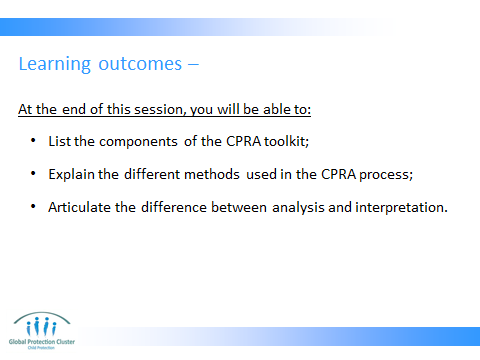 Learning outcomes –
At the end of this session, you will be able to:
• List the components of the CPRA toolkit;
• Explain the different methods used in the CPRA process;
• Articulate the difference between analysis and interpretation.
Global Protection Cluster
Child Protection